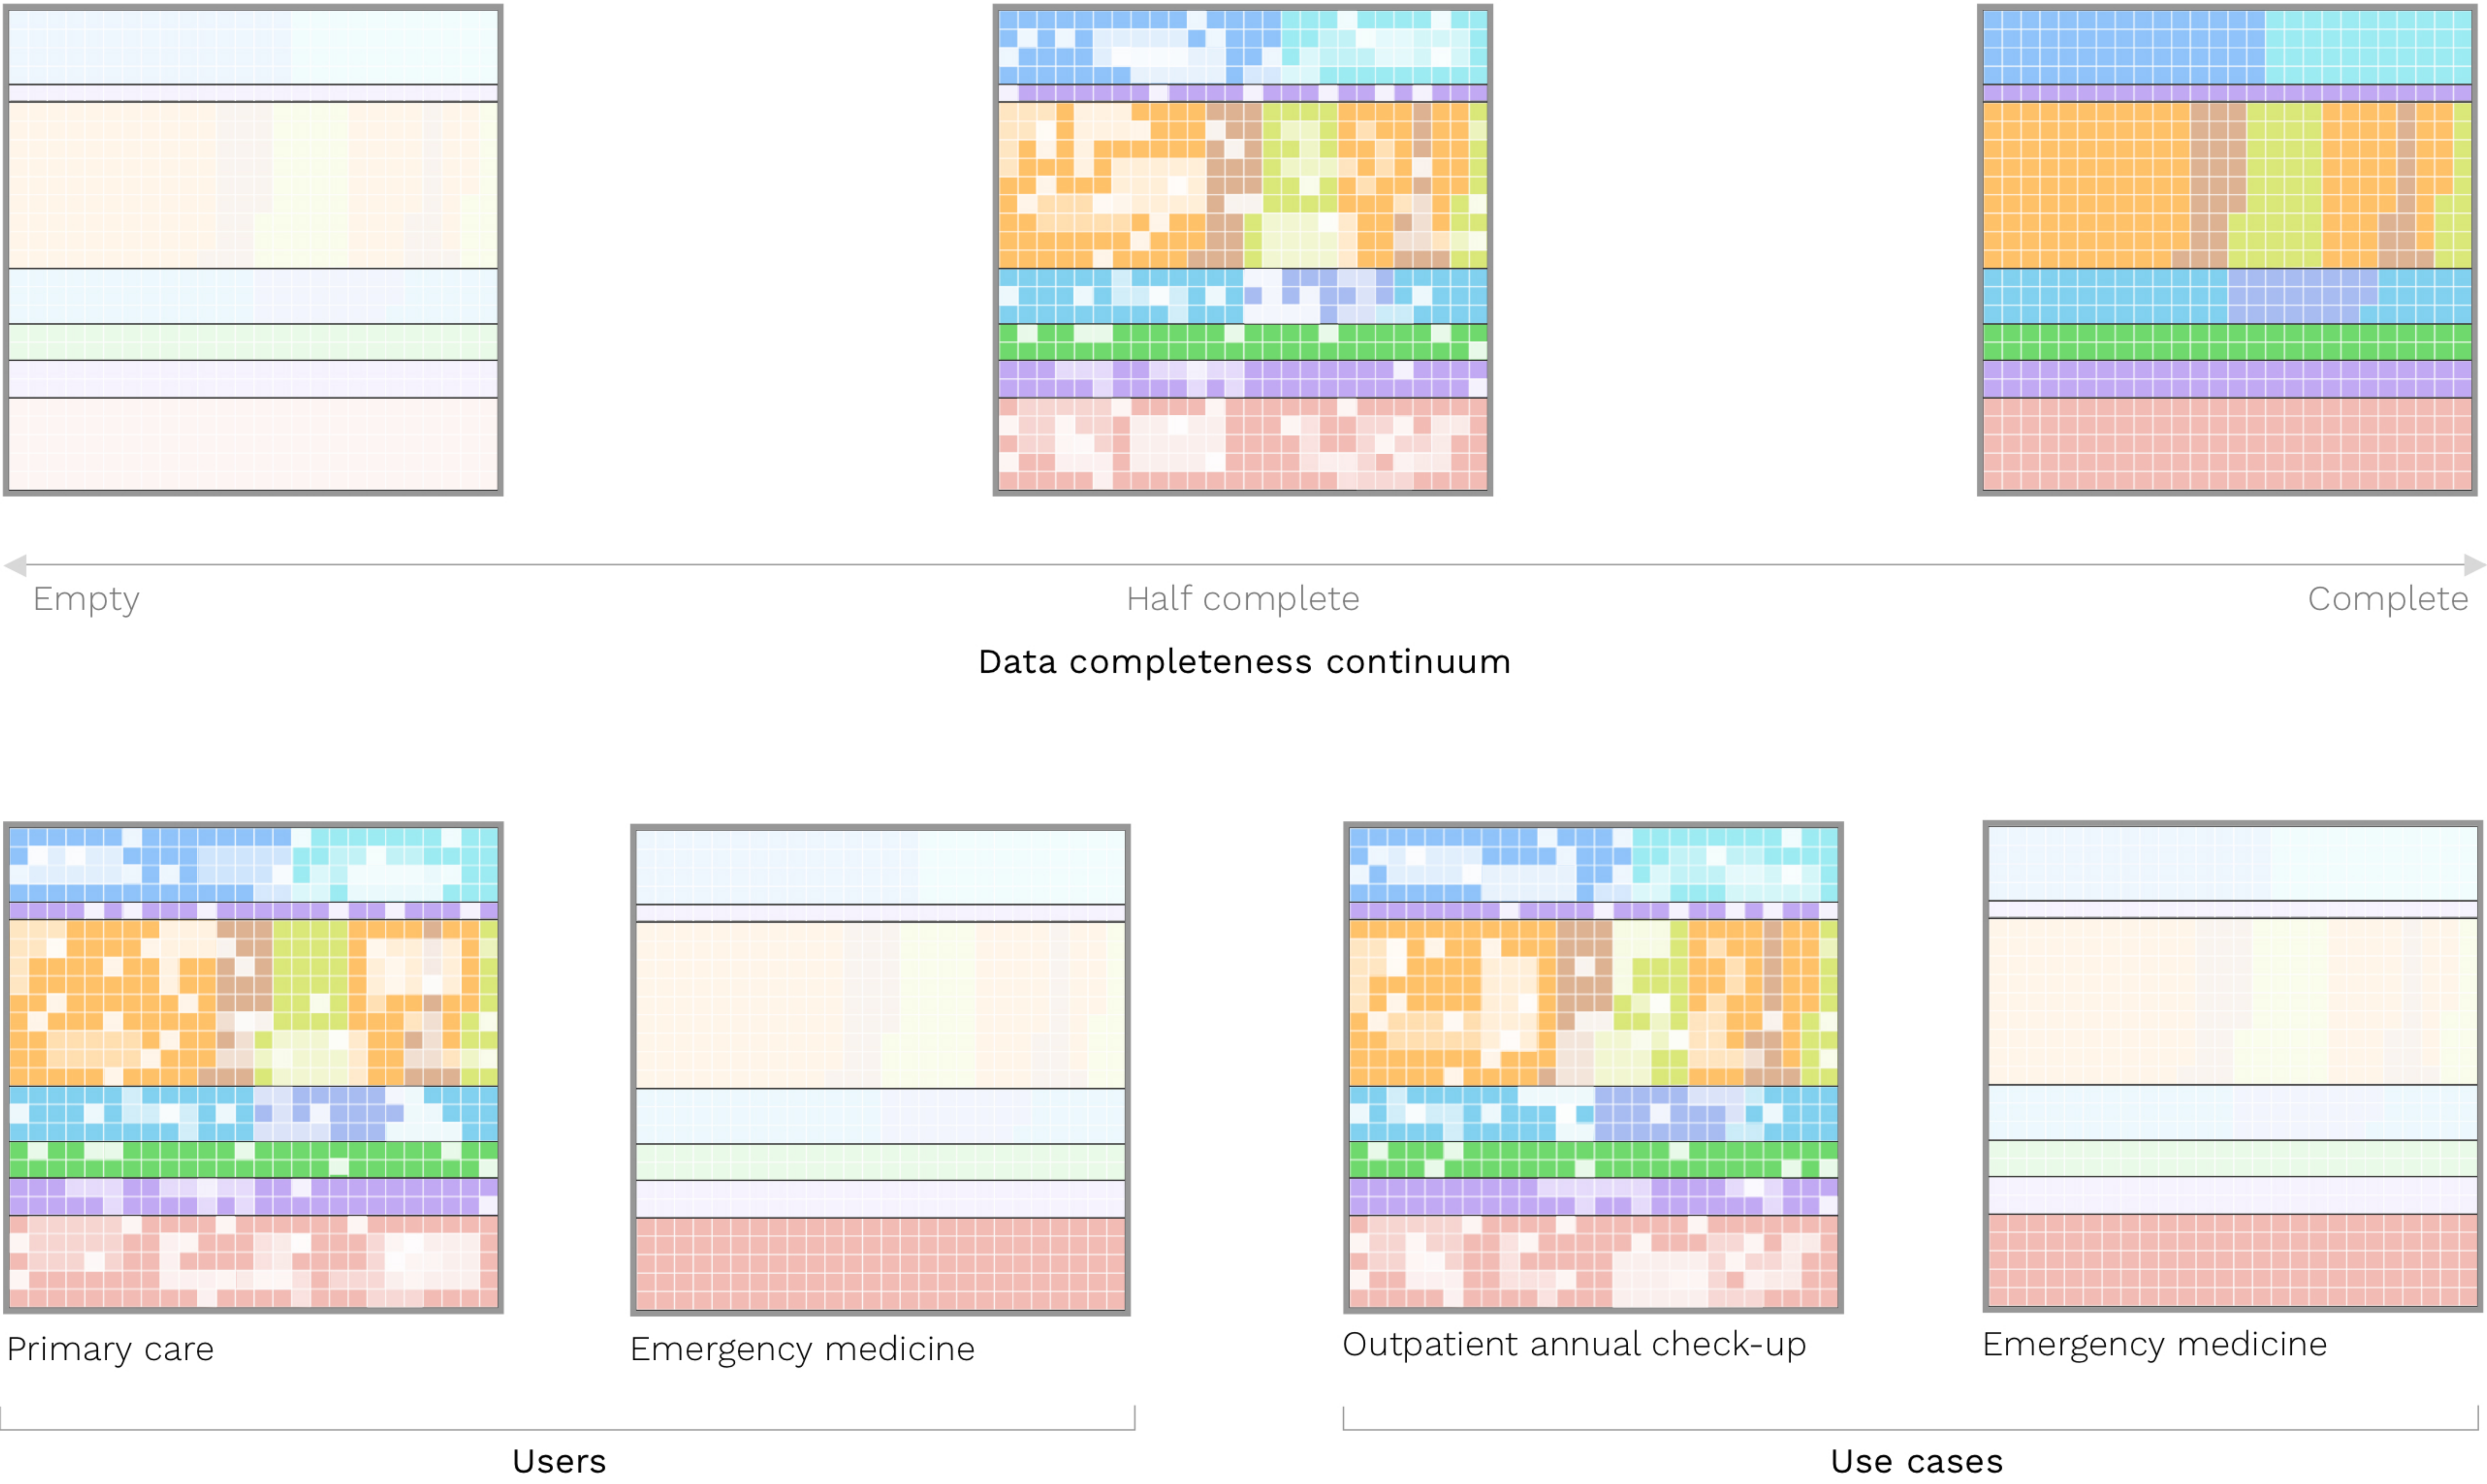 Empty
Half complete
Complete
Data completeness continuum
Primary care
Emergency medicine
Outpatient annual check-up
Emergency medicine
Users
Use cases